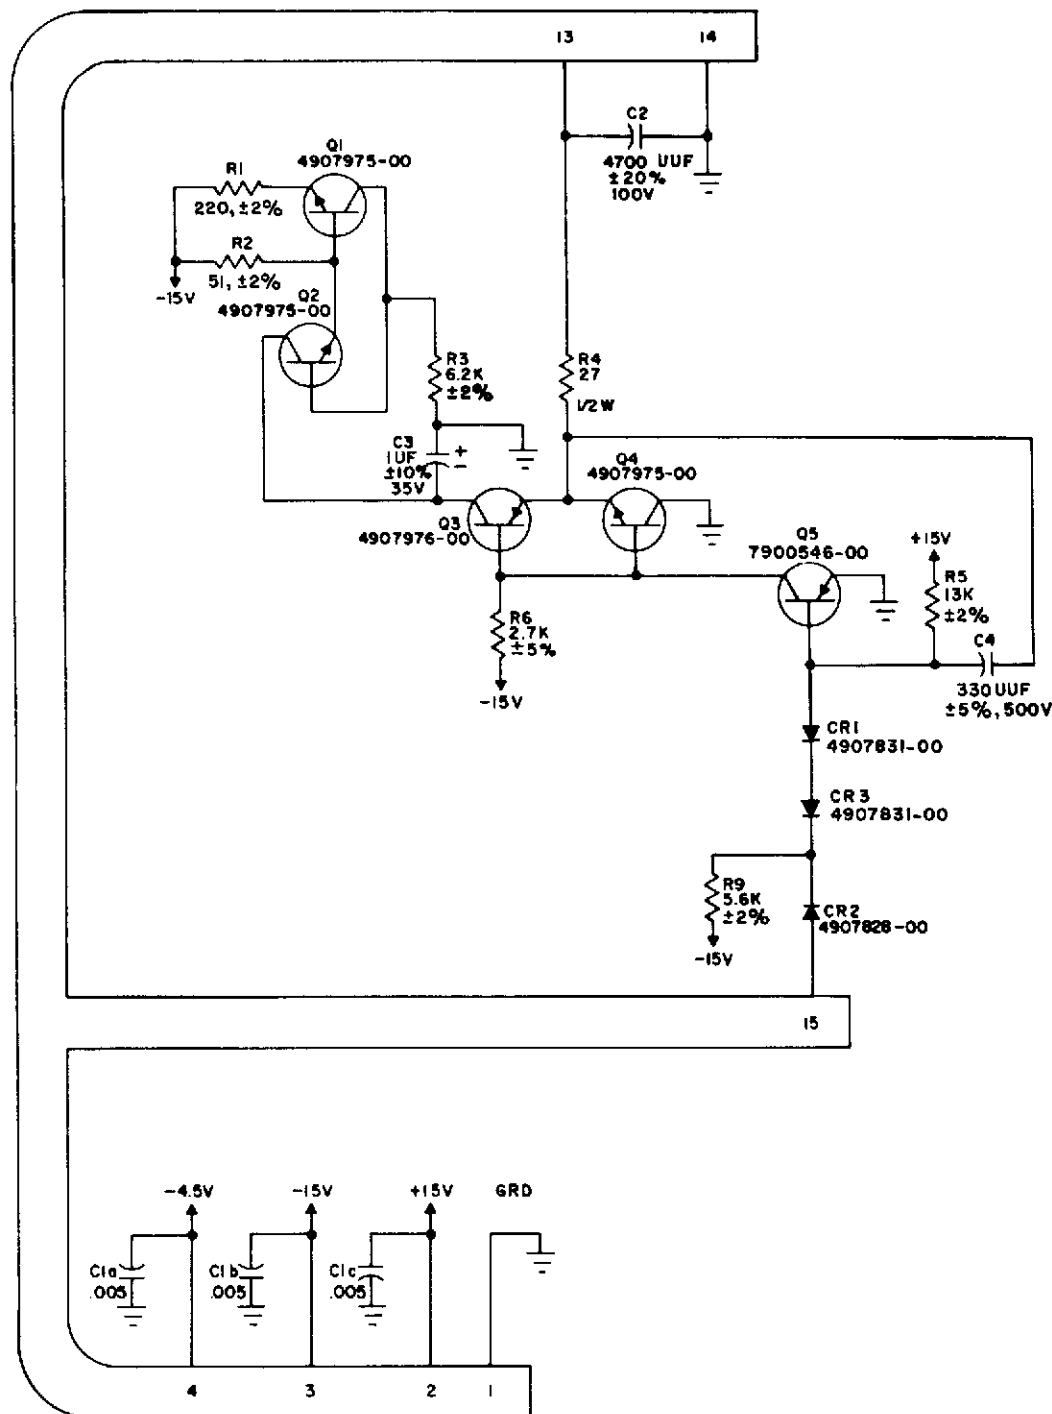 13
14
C2
4700 UUF
±20%
100V
Q1
4907975-00
R1
220, ±2%
R2
51, ±2%
-15V
Q2
4907975-00
R3
6.2K
±2%
R4
27
1/2W
C3
1UF
±10%
35V
+
-
Q4
4907975-00
Q3
4907976-00
Q5
7900546-00
+15V
R5
13K
±2%
R6
2.7K
±5%
-15V
C4
330UUF
±5%, 500V
CR1
4907831-00
CR3
4907831-00
R9
5.6K
±2%
-15V
CR2
4907828-00
15
-4.5V
-15V
+15V
GRD
C1a
.005
C1b
.005
C1c
.005
4
3
2
1